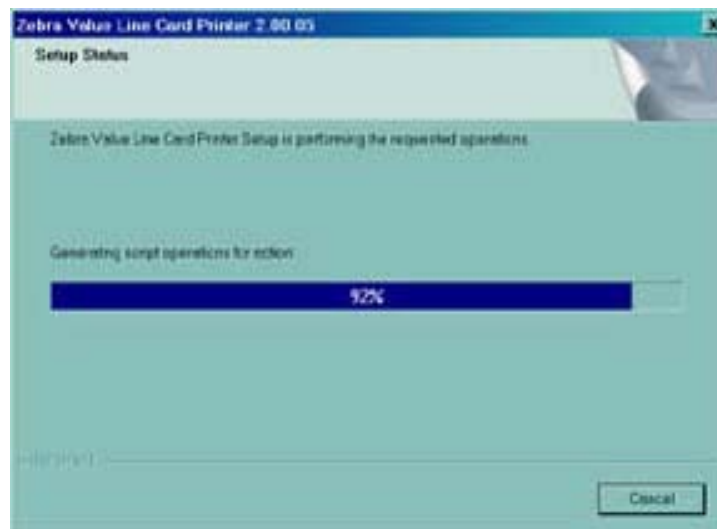 Zebra Value Line Card Printer 2.00.05
Setup Status
Zebra Value Line Card Printer Setup is performing the requested operations.
Generating script operations for action:
92%
Cancel